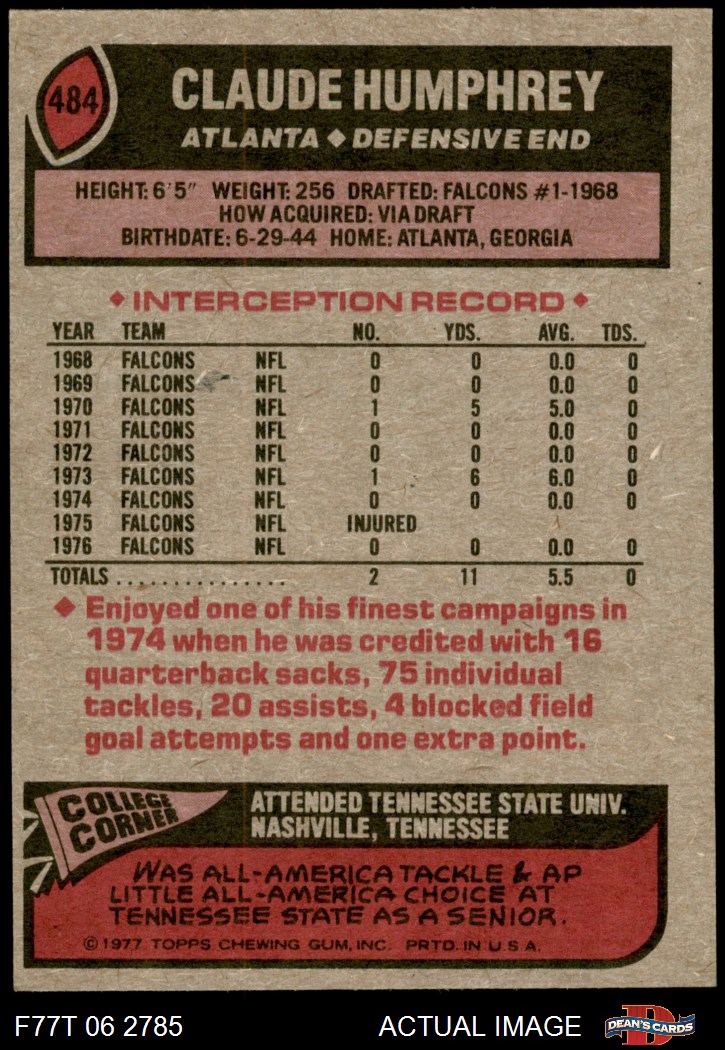 484
CLAUDE HUMPHREY
ATLANTA ◆ DEFENSIVE END
HEIGHT: 6'5" WEIGHT: 256 DRAFTED: FALCONS #1-1968
HOW ACQUIRED: VIA DRAFT
BIRTHDATE: 6-29-44 HOME: ATLANTA, GEORGIA
◆ INTERCEPTION RECORD ◆
YEAR TEAM NO. YDS. AVG. TDS.
1968 FALCONS NFL 0 0 0.0 0
1969 FALCONS NFL 0 0 0.0 0
1970 FALCONS NFL 1 5 5.0 0
1971 FALCONS NFL 0 0 0.0 0
1972 FALCONS NFL 0 0 0.0 0
1973 FALCONS NFL 1 6 6.0 0
1974 FALCONS NFL 0 0 0.0 0
1975 FALCONS NFL INJURED
1976 FALCONS NFL 0 0 0.0 0
TOTALS ............... 2 11 5.5 0
◆ Enjoyed one of his finest campaigns in
1974 when he was credited with 16
quarterback sacks, 75 individual
tackles, 20 assists, 4 blocked field
goal attempts and one extra point.
COLLEGE
CORNER
ATTENDED TENNESSEE STATE UNIV.
NASHVILLE, TENNESSEE
WAS ALL-AMERICA TACKLE & AP
LITTLE ALL-AMERICA CHOICE AT
TENNESSEE STATE AS A SENIOR.
© 1977 TOPPS CHEWING GUM, INC. PRTD. IN U.S.A.
F77T 06 2785 ACTUAL IMAGE
D
DEAN'S CARDS